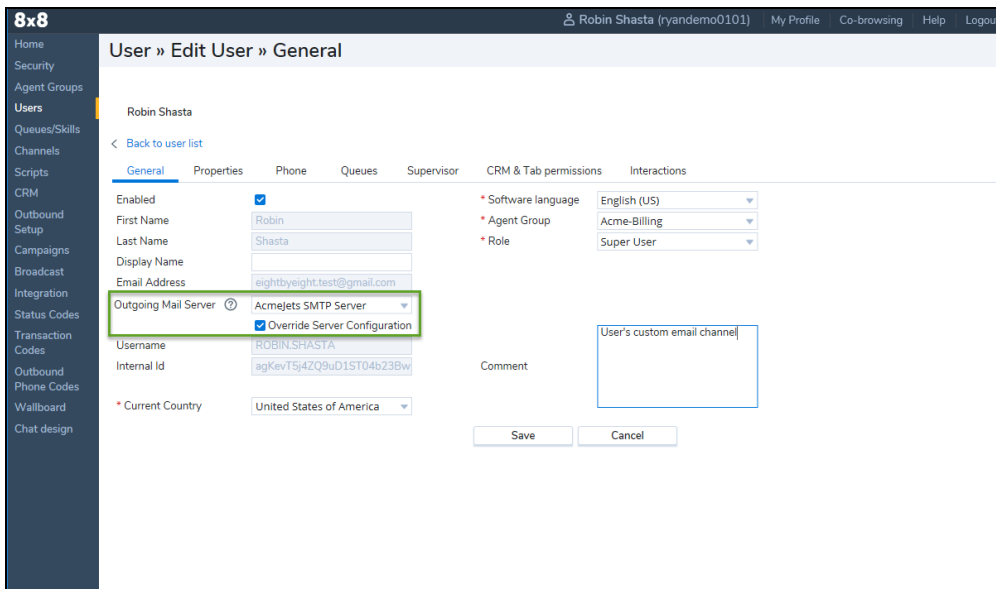 8x8
Robin Shasta (ryandemo0101) My Profile Co-browsing Help Logou
Home
Security
Agent Groups
Users
Queues/Skills
Channels
Scripts
CRM
Outbound
Setup
Campaigns
Broadcast
Integration
Status Codes
Transaction
Codes
Outbound
Phone Codes
Wallboard
Chat design
User » Edit User » General
Robin Shasta
< Back to user list
General Properties Phone Queues Supervisor CRM & Tab permissions Interactions
Enabled
First Name Robin
Last Name Shasta
Display Name
Email Address eightbyeight.test@gmail.com
Outgoing Mail Server ? AcmeJets SMTP Server
Override Server Configuration
Username ROBIN.SHASTA
Internal Id agKevT5j4ZQ9uD1ST04b23Bw
* Current Country United States of America
* Software language English (US)
* Agent Group Acme-Billing
* Role Super User
Comment User's custom email channel
Save Cancel